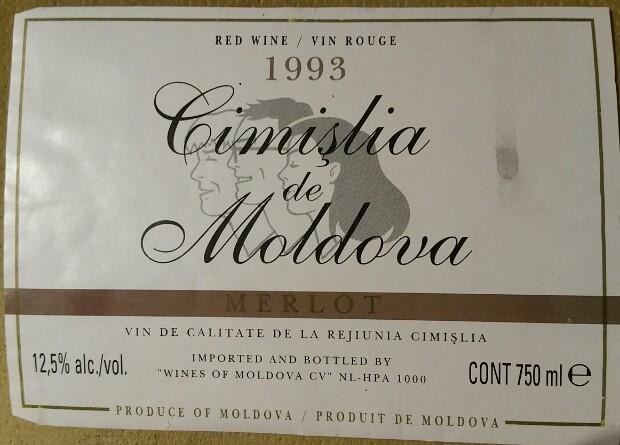 RED WINE / VIN ROUGE
1993
Cimişlia
de
Moldova
MERLOT
VIN DE CALITATE DE LA REJIUNIA CIMIŞLIA
12,5% alc./vol.
IMPORTED AND BOTTLED BY
"WINES OF MOLDOVA CV" NL-HPA 1000
CONT 750 ml e
PRODUCE OF MOLDOVA / PRODUIT DE MOLDOVA